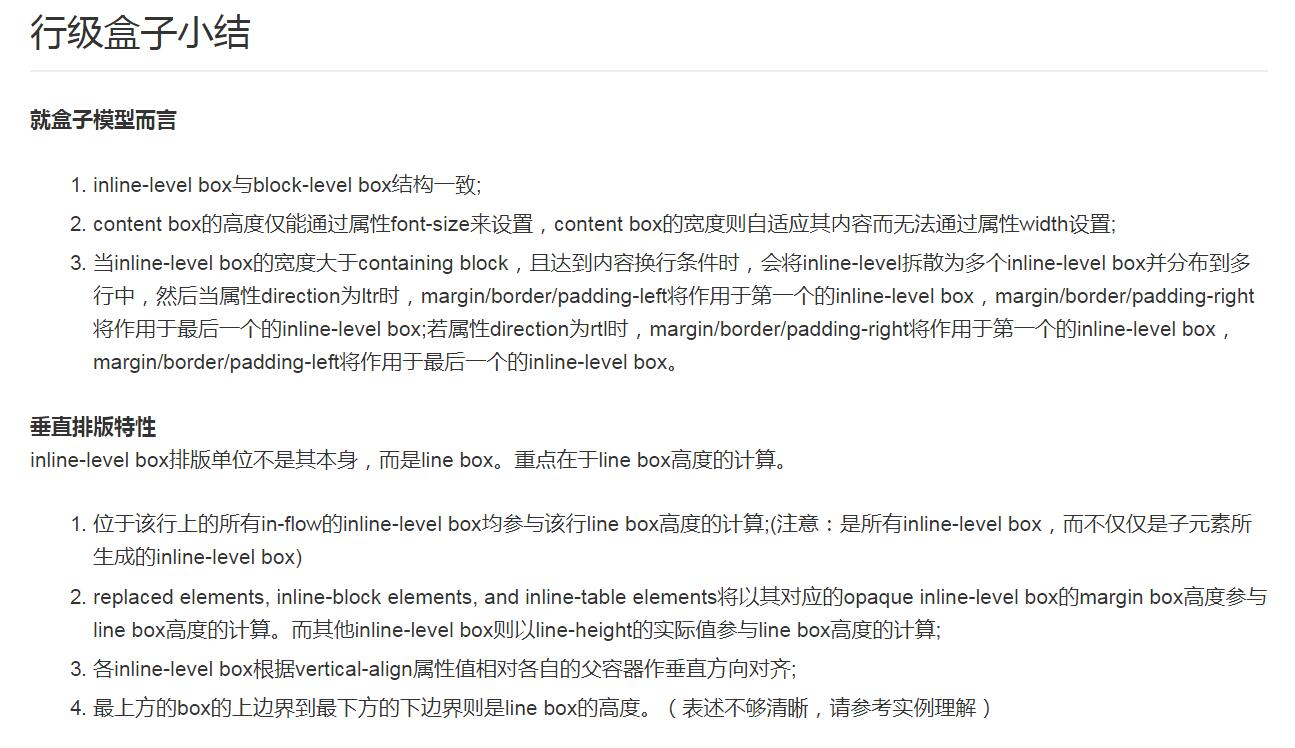 行级盒子小结
就盒子模型而言
1. inline-level box与block-level box结构一致;
2. content box的高度仅能通过属性font-size来设置，content box的宽度则自适应其内容而无法通过属性width设置;
3. 当inline-level box的宽度大于containing block，且达到内容换行条件时，会将inline-level拆散为多个inline-level box并分布到多
行中，然后当属性direction为ltr时，margin/border/padding-left将作用于第一个的inline-level box，margin/border/padding-right
将作用于最后一个的inline-level box;若属性direction为rtl时，margin/border/padding-right将作用于第一个的inline-level box，
margin/border/padding-left将作用于最后一个的inline-level box。
垂直排版特性
inline-level box排版单位不是其本身，而是line box。重点在于line box高度的计算。
1. 位于该行上的所有in-flow的inline-level box均参与该行line box高度的计算;(注意：是所有inline-level box，而不仅仅是子元素所
生成的inline-level box)
2. replaced elements, inline-block elements, and inline-table elements将以其对应的opaque inline-level box的margin box高度参与
line box高度的计算。而其他inline-level box则以line-height的实际值参与line box高度的计算;
3. 各inline-level box根据vertical-align属性值相对各自的父容器作垂直方向对齐;
4. 最上方的box的上边界到最下方的下边界则是line box的高度。（表述不够清晰，请参考实例理解）